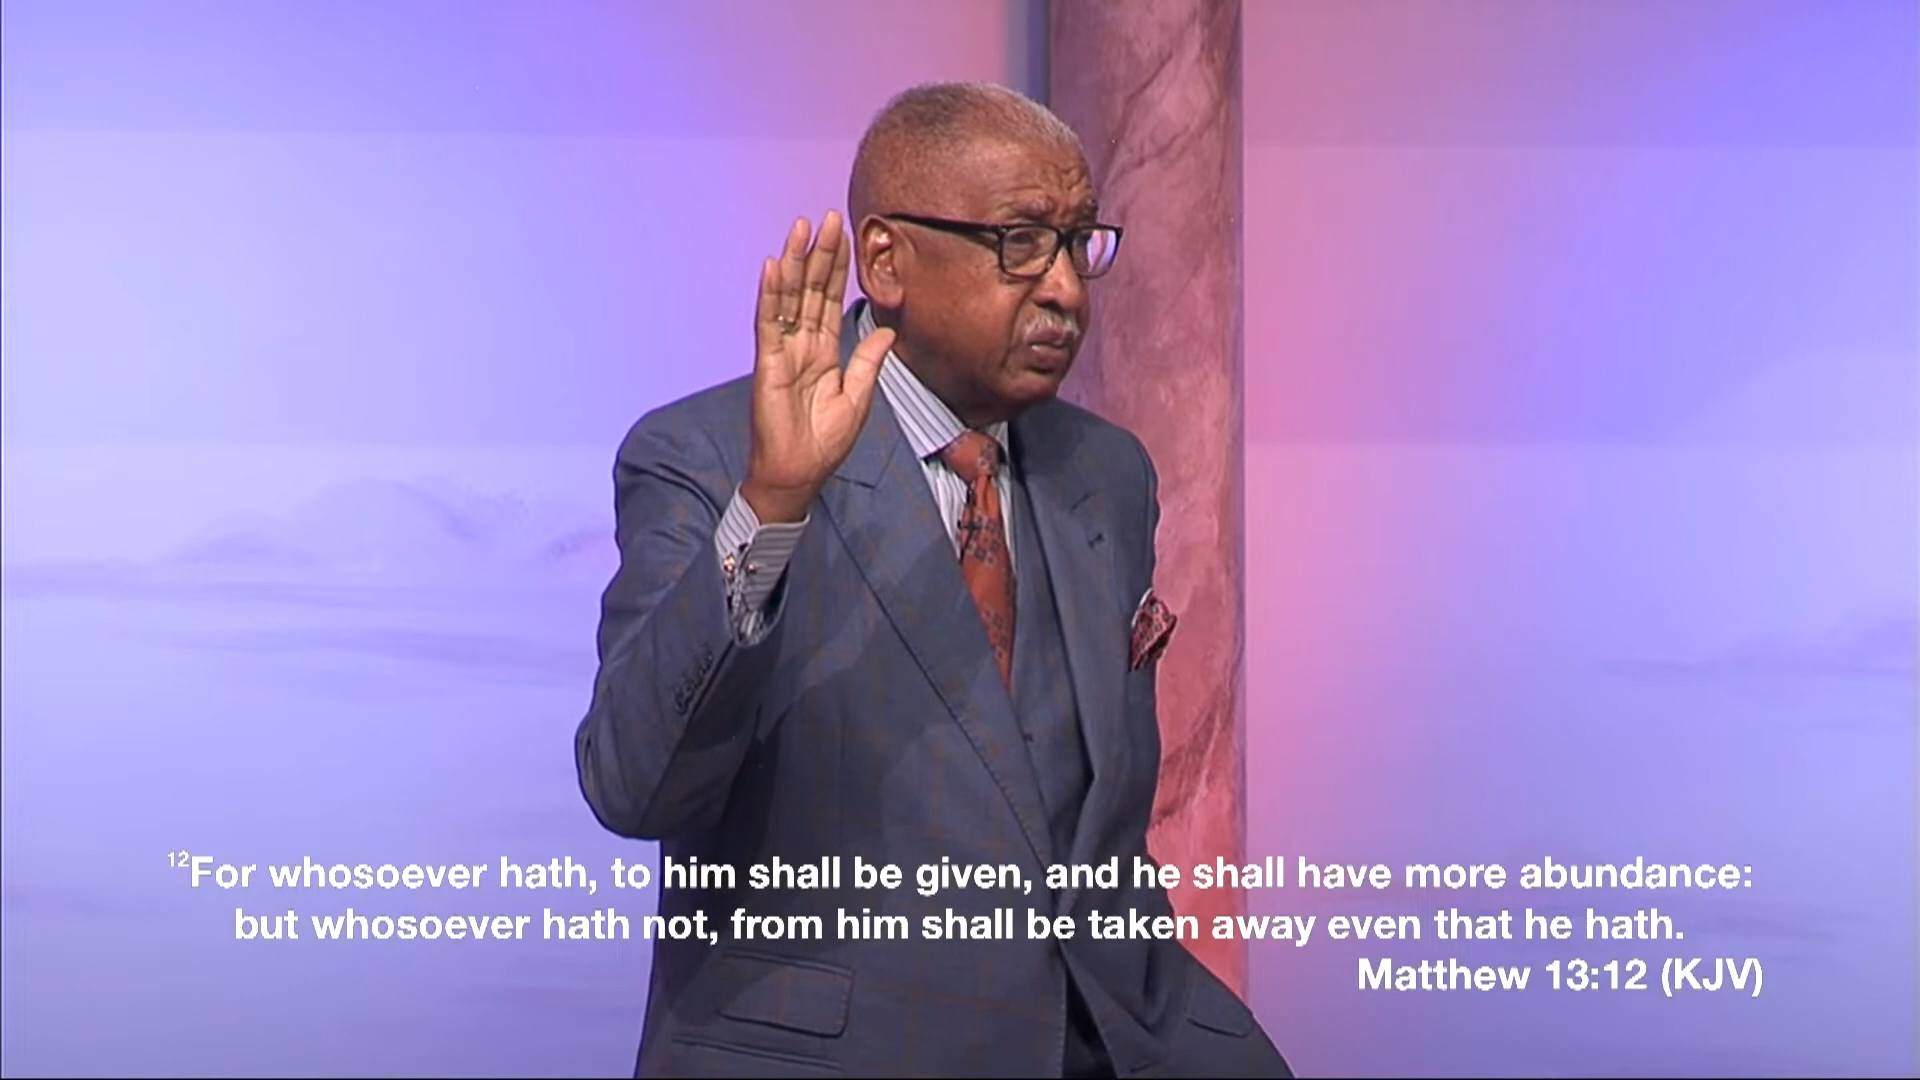 ¹²For whosoever hath, to him shall be given, and he shall have more abundance:
but whosoever hath not, from him shall be taken away even that he hath.
Matthew 13:12 (KJV)